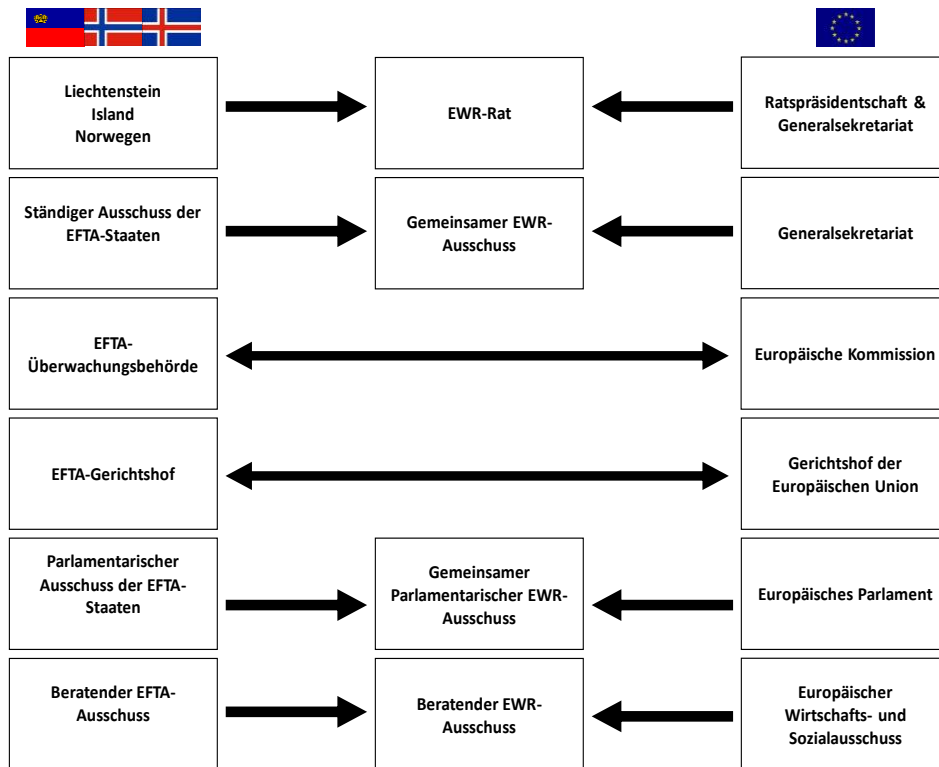 Liechtenstein
Island
Norwegen
EWR-Rat
Ratspräsidentschaft &
Generalsekretariat
Ständiger Ausschuss der
EFTA-Staaten
Gemeinsamer EWR-
Ausschuss
Generalsekretariat
EFTA-
Überwachungsbehörde
Europäische Kommission
EFTA-Gerichtshof
Gerichtshof der
Europäischen Union
Parlamentarischer
Ausschuss der EFTA-
Staaten
Gemeinsamer
Parlamentarischer EWR-
Ausschuss
Europäisches Parlament
Beratender EFTA-
Ausschuss
Beratender EWR-
Ausschuss
Europäischer
Wirtschafts- und
Sozialausschuss